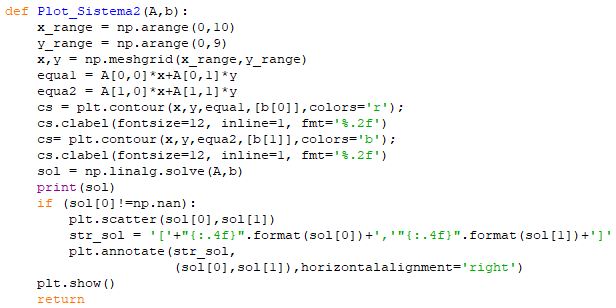 def Plot_Sistema2(A,b):
    x_range = np.arange(0,10)
    y_range = np.arange(0,9)
    x,y = np.meshgrid(x_range,y_range)
    equa1 = A[0,0]*x+A[0,1]*y
    equa2 = A[1,0]*x+A[1,1]*y
    cs = plt.contour(x,y,equa1,[b[0]],colors='r');
    cs.clabel(fontsize=12, inline=1, fmt='%.2f')
    cs= plt.contour(x,y,equa2,[b[1]],colors='b');
    cs.clabel(fontsize=12, inline=1, fmt='%.2f')
    sol = np.linalg.solve(A,b)
    print(sol)
    if (sol[0]!=np.nan):
        plt.scatter(sol[0],sol[1])
        str_sol = '['+"{:.4f}".format(sol[0])+','"{:.4f}".format(sol[1])+']'
        plt.annotate(str_sol,
                     (sol[0],sol[1]),horizontalalignment='right')
    plt.show()
    return